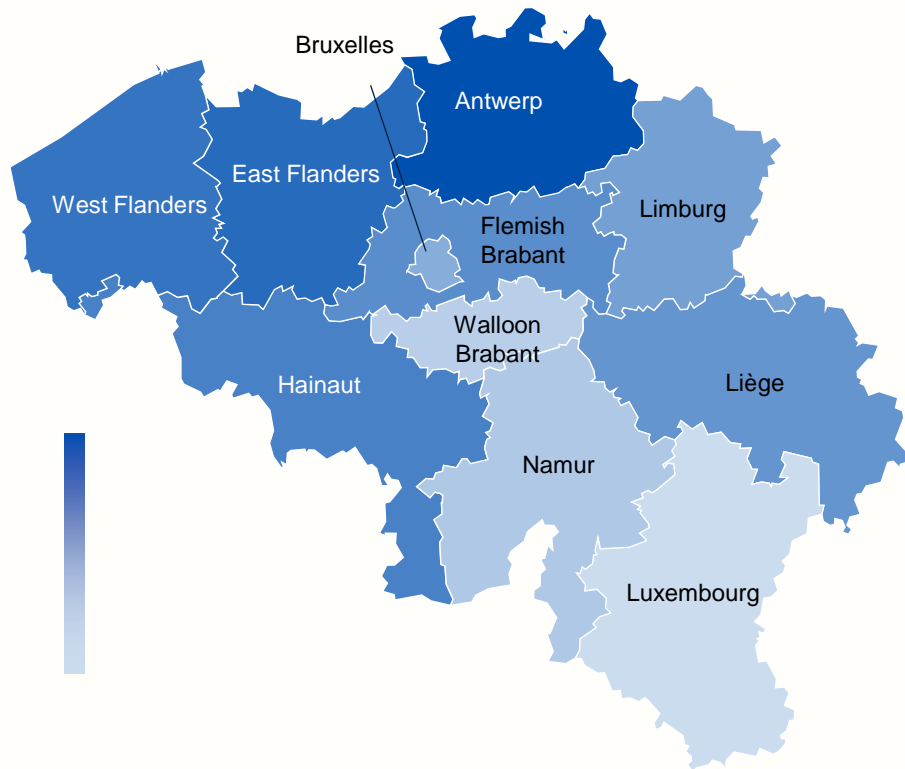 Bruxelles
Antwerp
East Flanders
West Flanders
Limburg
Flemish
Brabant
Walloon
Brabant
Hainaut
Liège
Namur
Luxembourg